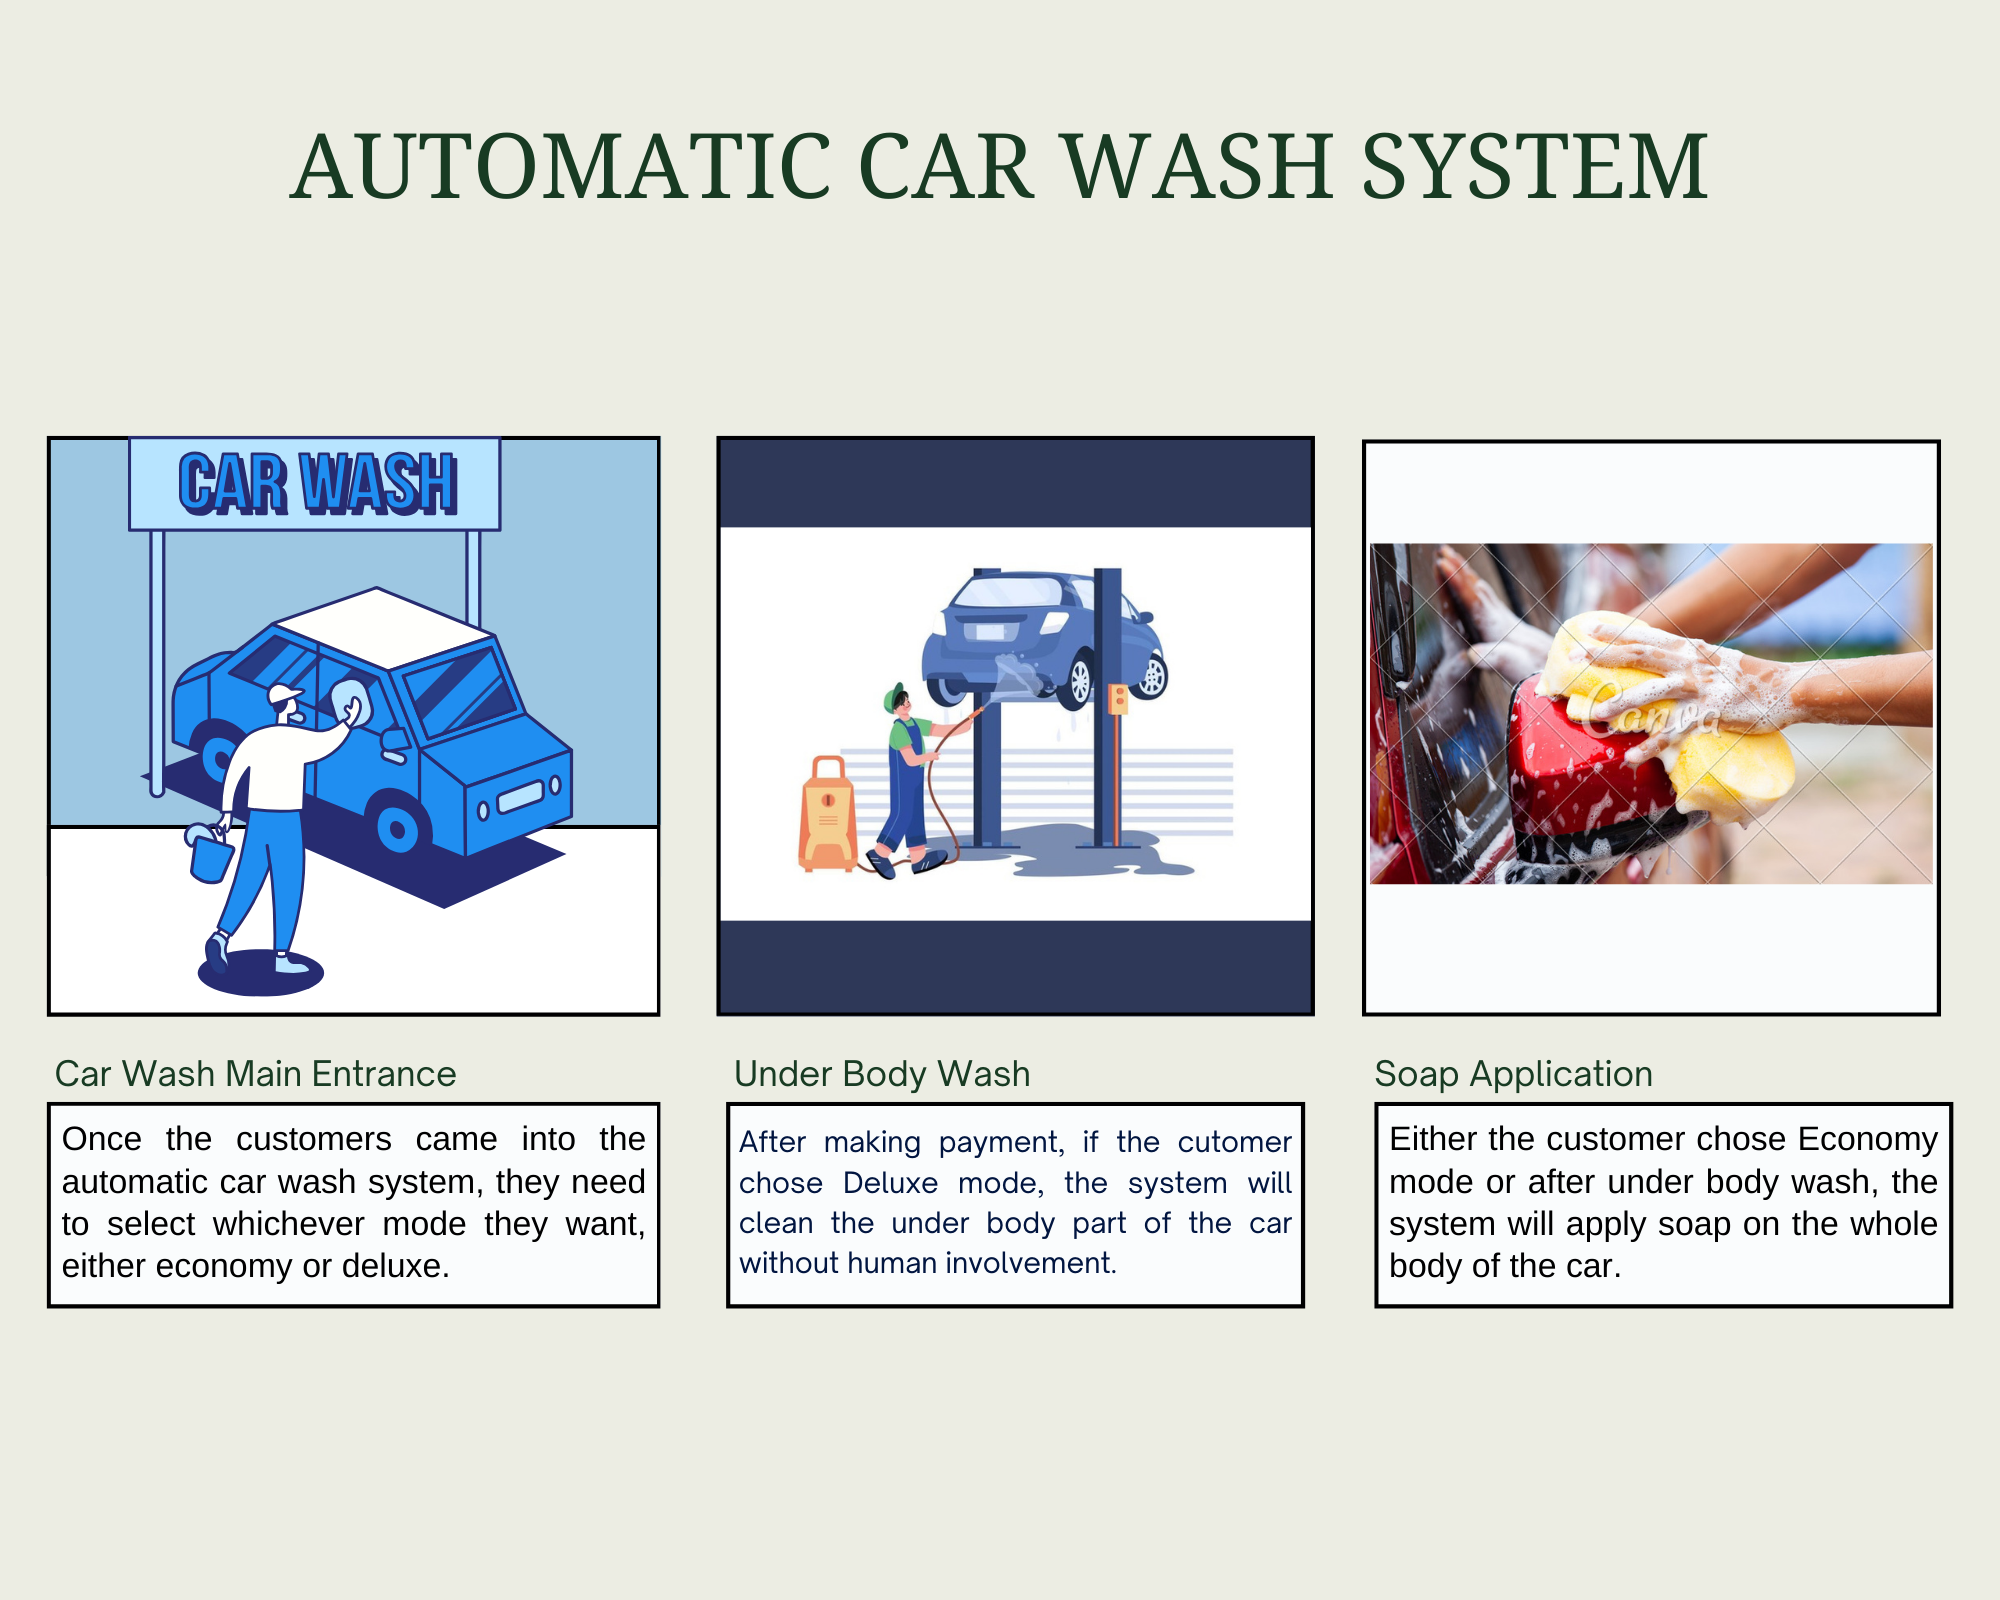 AUTOMATIC CAR WASH SYSTEM
CAR WASH
Canva
Car Wash Main Entrance
Once the customers came into the
automatic car wash system, they need
to select whichever mode they want,
either economy or deluxe.
Under Body Wash
After making payment, if the cutomer
chose Deluxe mode, the system will
clean the under body part of the car
without human involvement.
Soap Application
Either the customer chose Economy
mode or after under body wash, the
system will apply soap on the whole
body of the car.